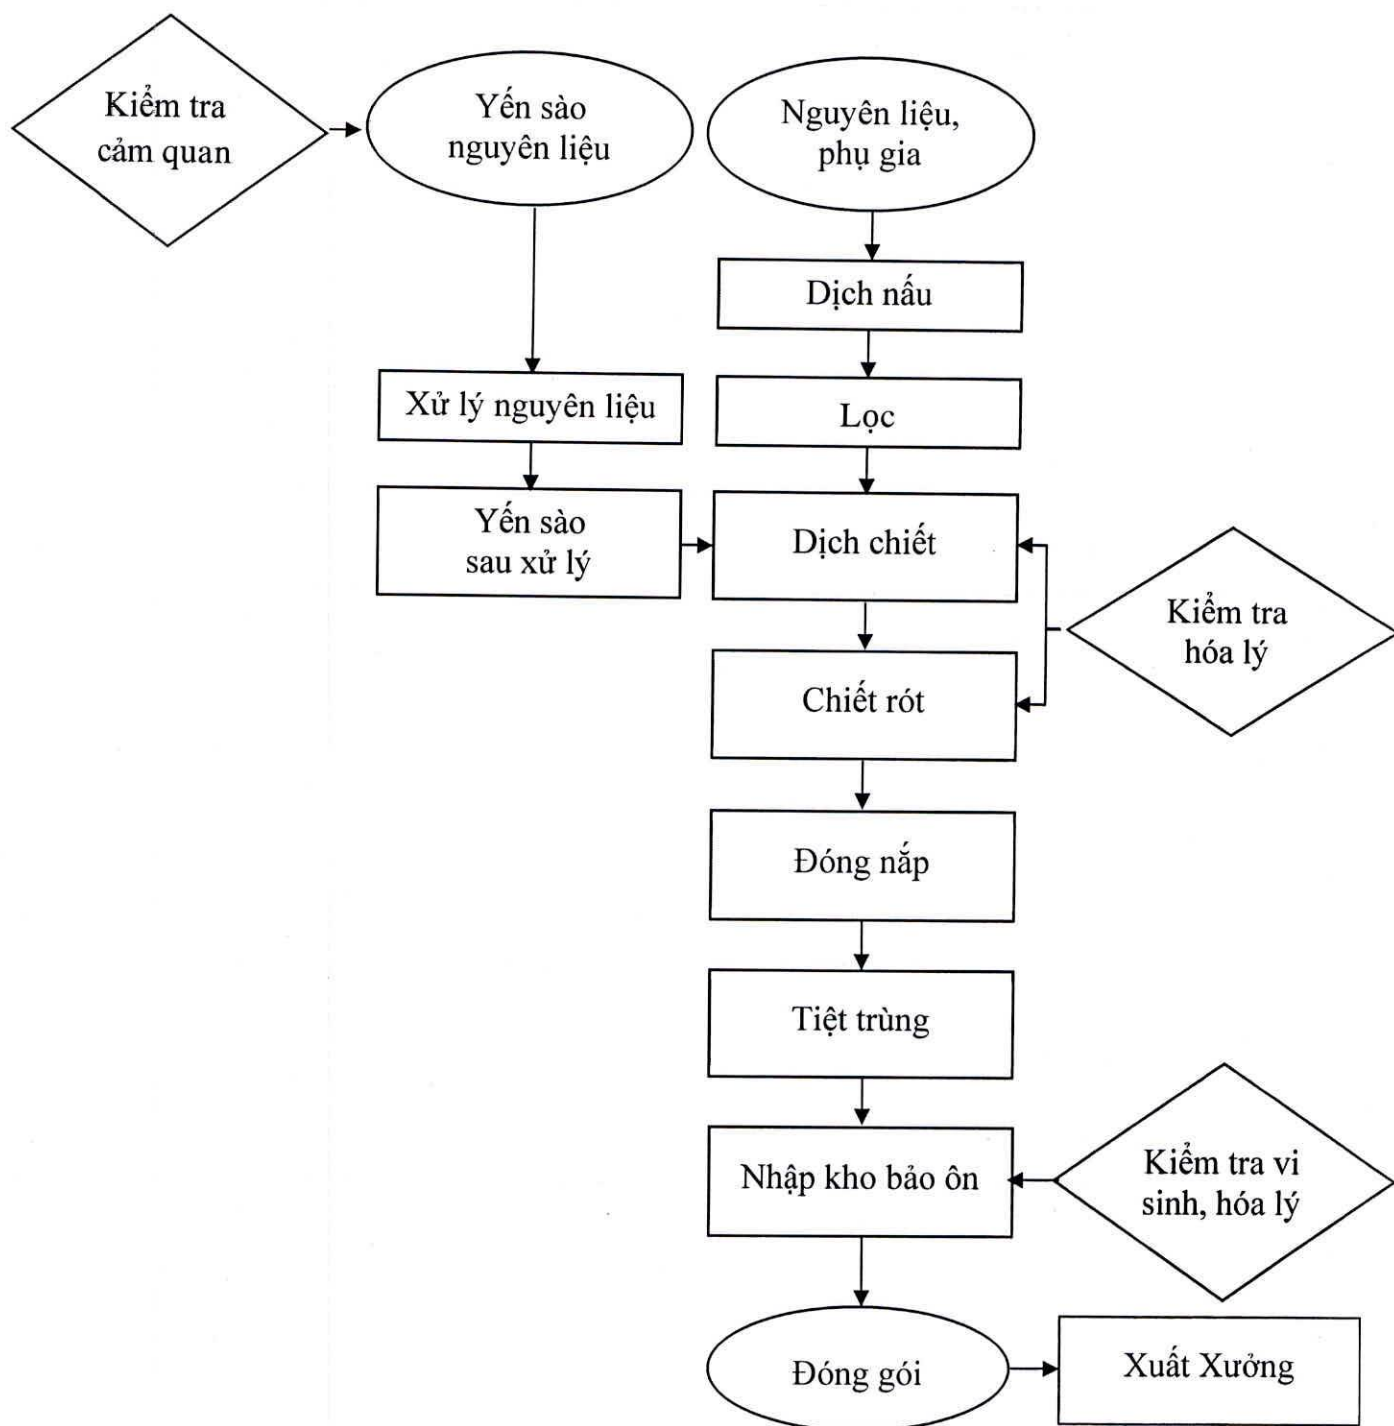 Kiểm tra
cảm quan
Yến sào
nguyên liệu
Nguyên liệu,
phụ gia
Dịch nấu
Xử lý nguyên liệu
Lọc
Yến sào
sau xử lý
Dịch chiết
Kiểm tra
hóa lý
Chiết rót
Đóng nắp
Tiệt trùng
Nhập kho bảo ôn
Kiểm tra vi
sinh, hóa lý
Đóng gói
Xuất Xưởng